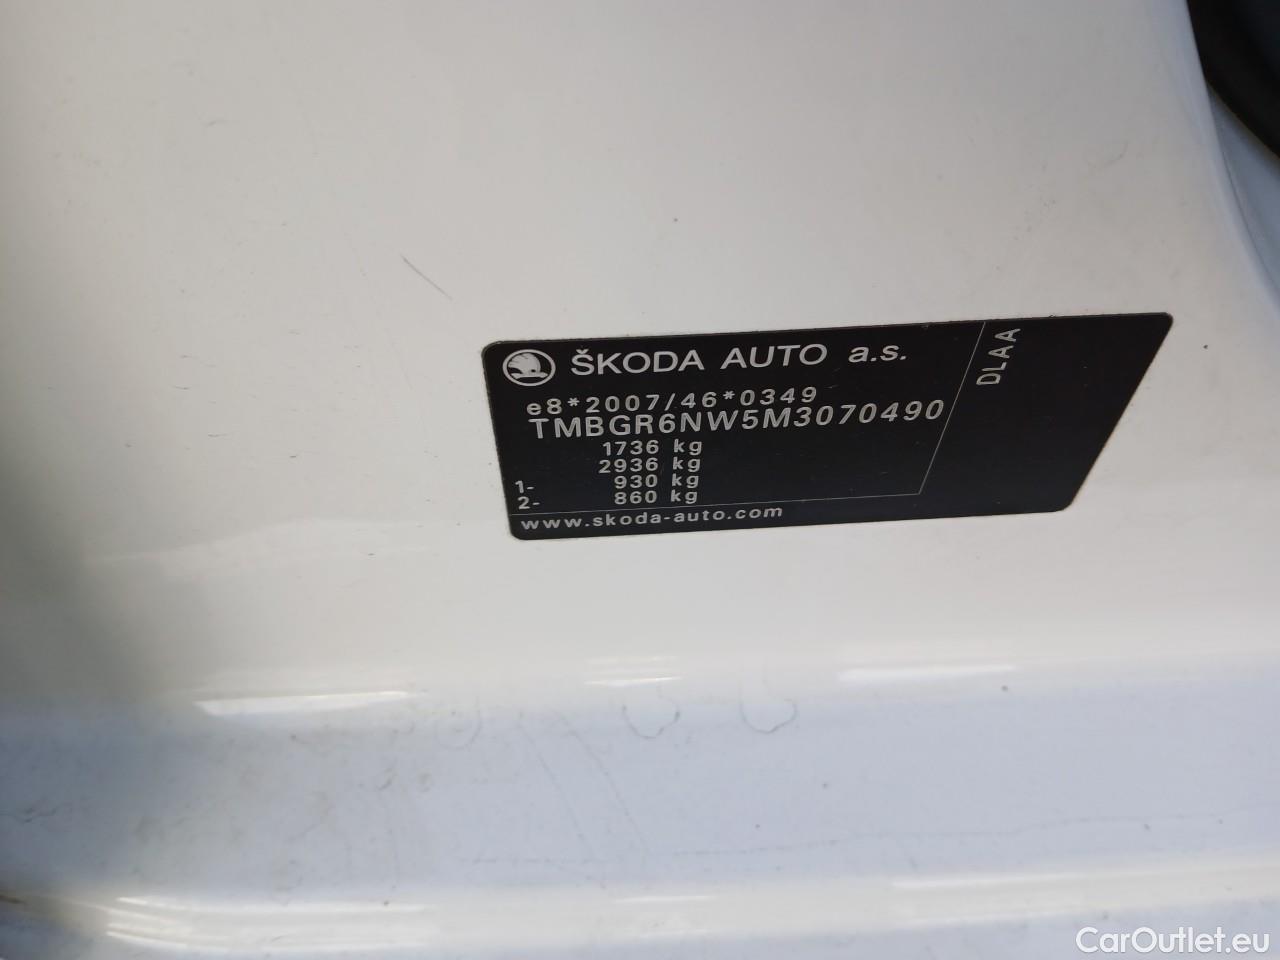 ŠKODA AUTO a.s.
e8*2007/46*0349
TMBGR6NW5M3070490
1736 kg
2936 kg
1- 930 kg
2- 860 kg
www.skoda-auto.com
DLAA
CarOutlet.eu